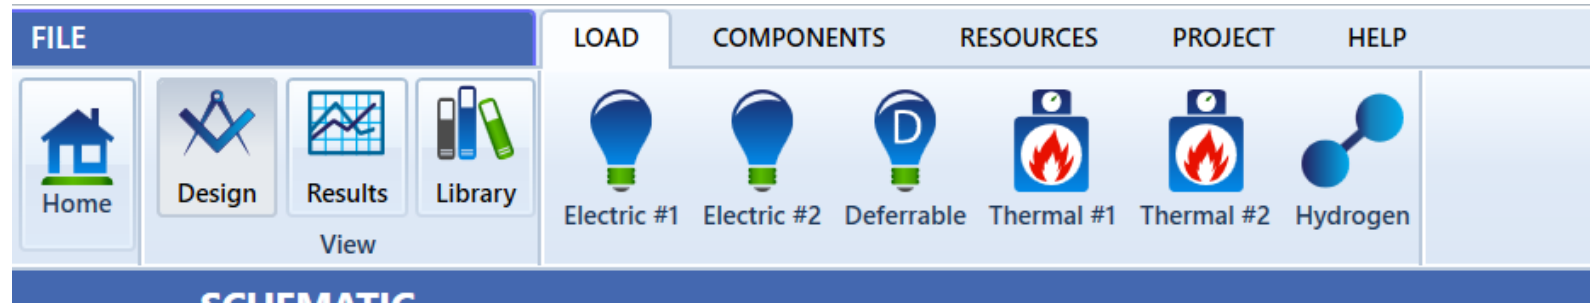 FILE LOAD COMPONENTS RESOURCES PROJECT HELP
D
Design Results Library
Home Electric #1 Electric #2 Deferrable Thermal #1 Thermal #2 Hydrogen
View
SCHEMATIC